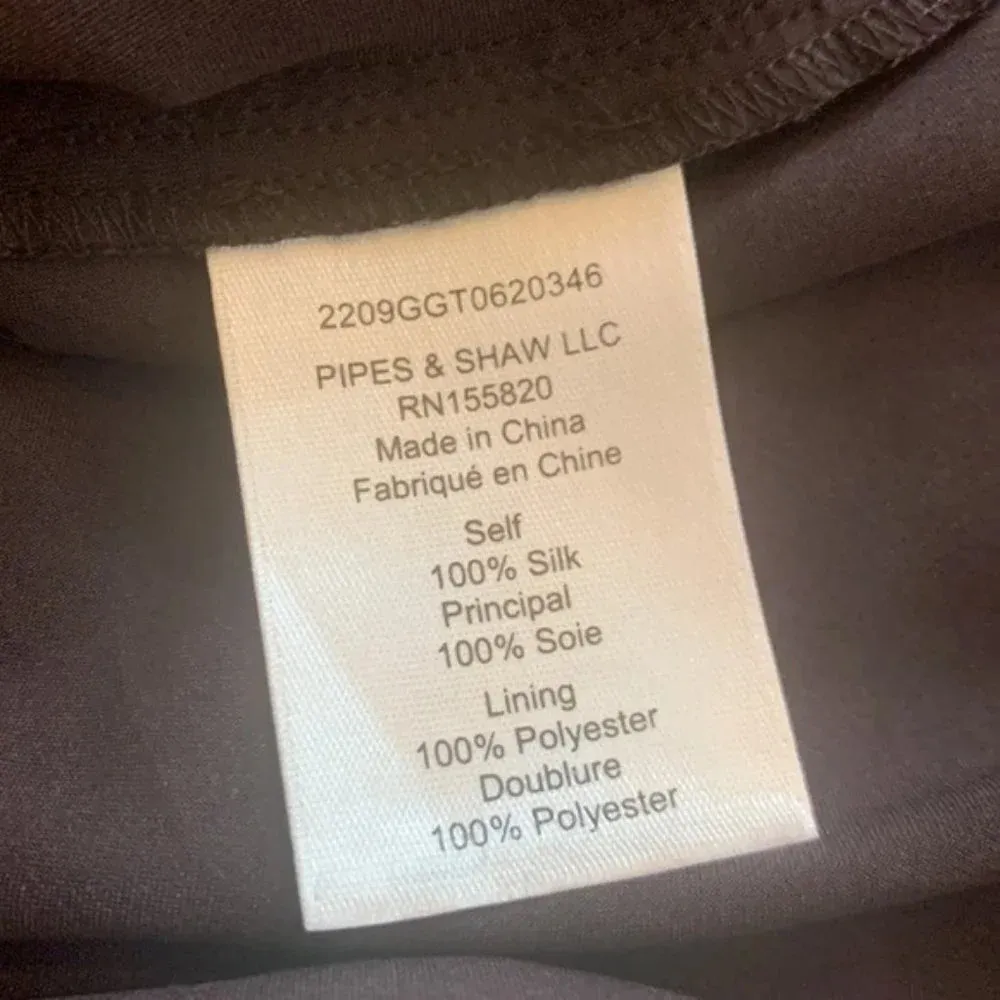 2209GGT0620346
PIPES & SHAW LLC
RN155820
Made in China
Fabriqué en Chine
Self
100% Silk
Principal
100% Soie
Lining
100% Polyester
Doublure
100% Polyester